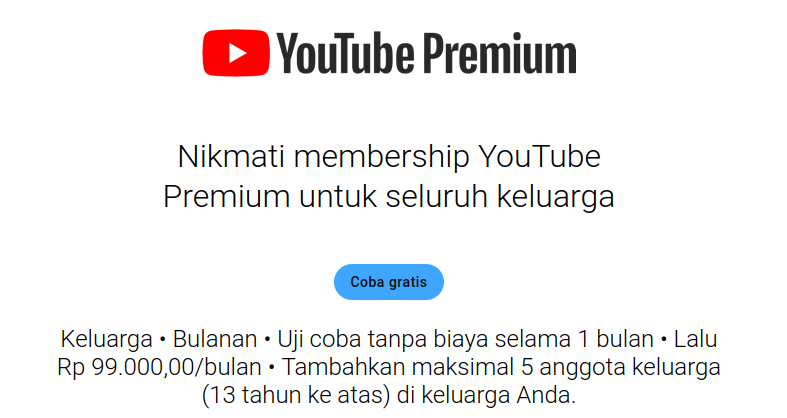 YouTube Premium
Nikmati membership YouTube
Premium untuk seluruh keluarga
Coba gratis
Keluarga • Bulanan • Uji coba tanpa biaya selama 1 bulan • Lalu
Rp 99.000,00/bulan • Tambahkan maksimal 5 anggota keluarga
(13 tahun ke atas) di keluarga Anda.